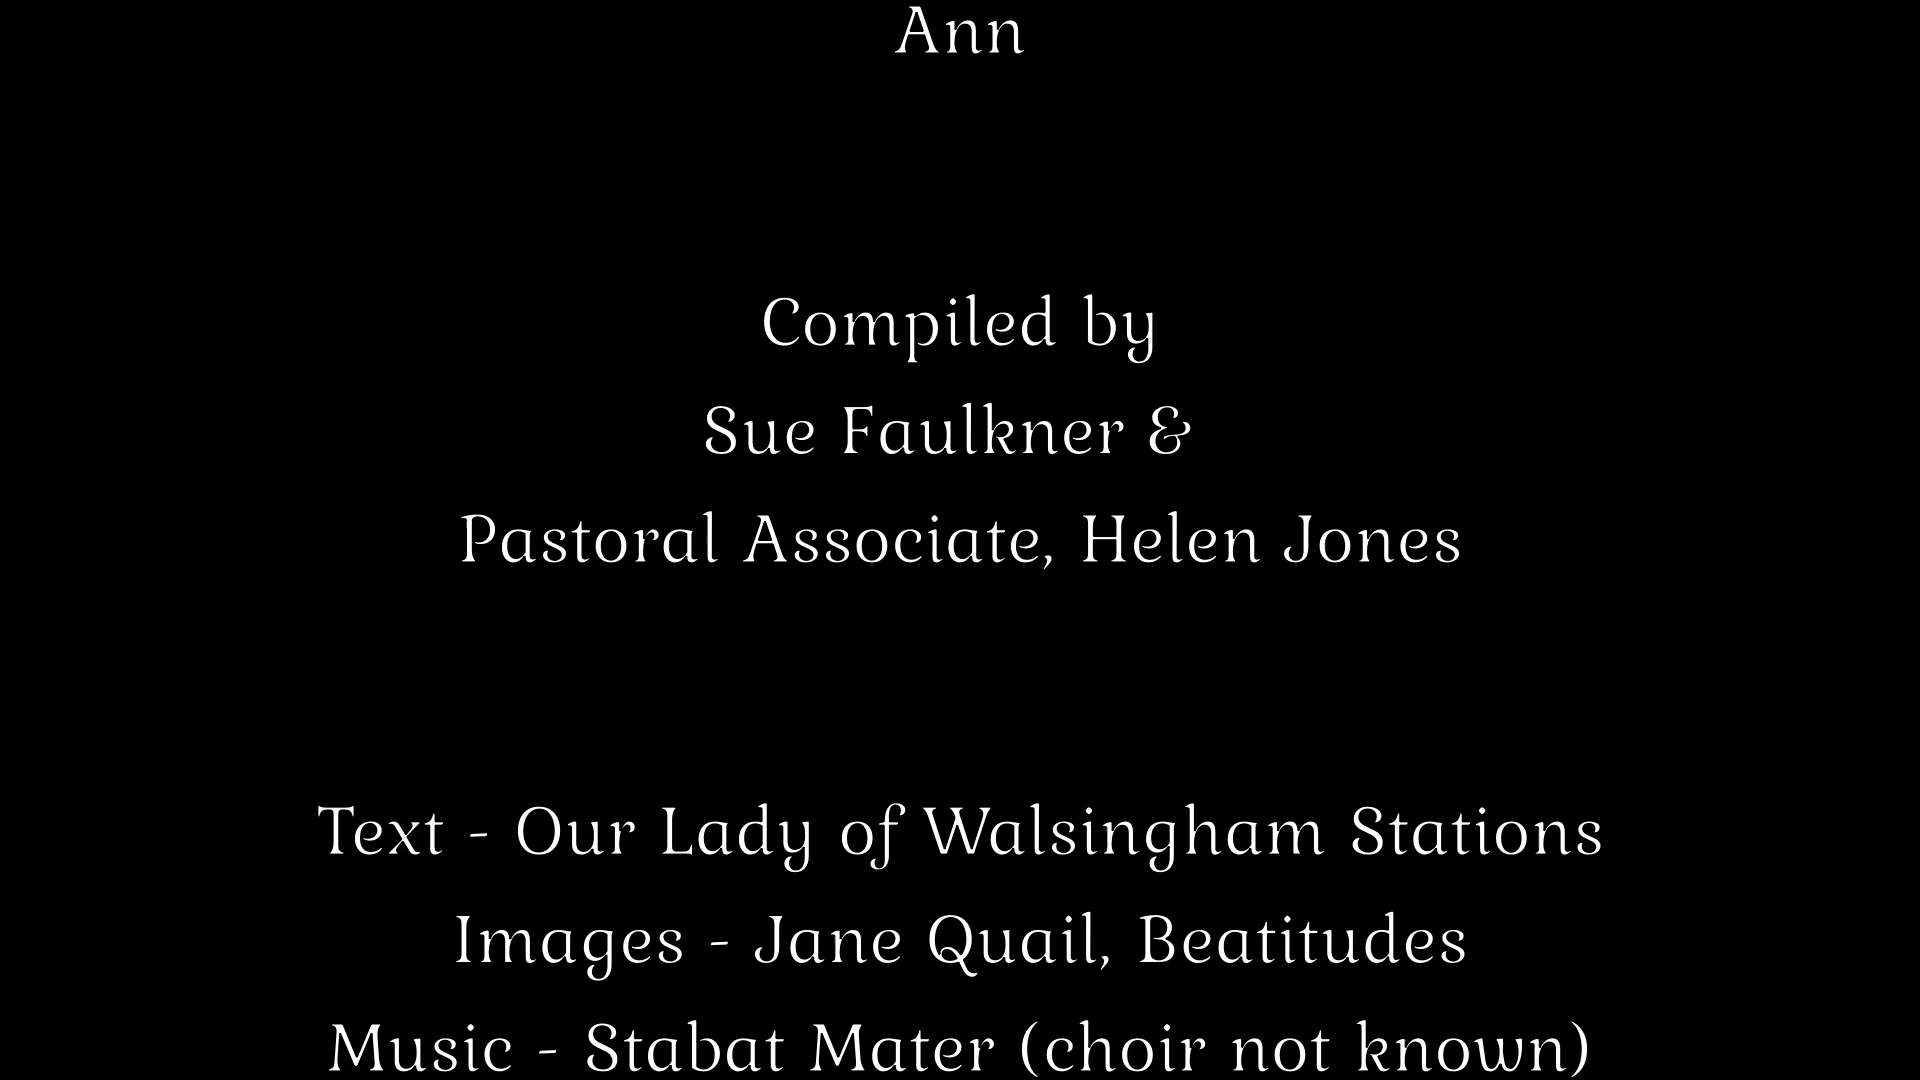 Ann
Compiled by
Sue Faulkner &
Pastoral Associate, Helen Jones
Text - Our Lady of Walsingham Stations
Images - Jane Quail, Beatitudes
Music - Stabat Mater (choir not known)